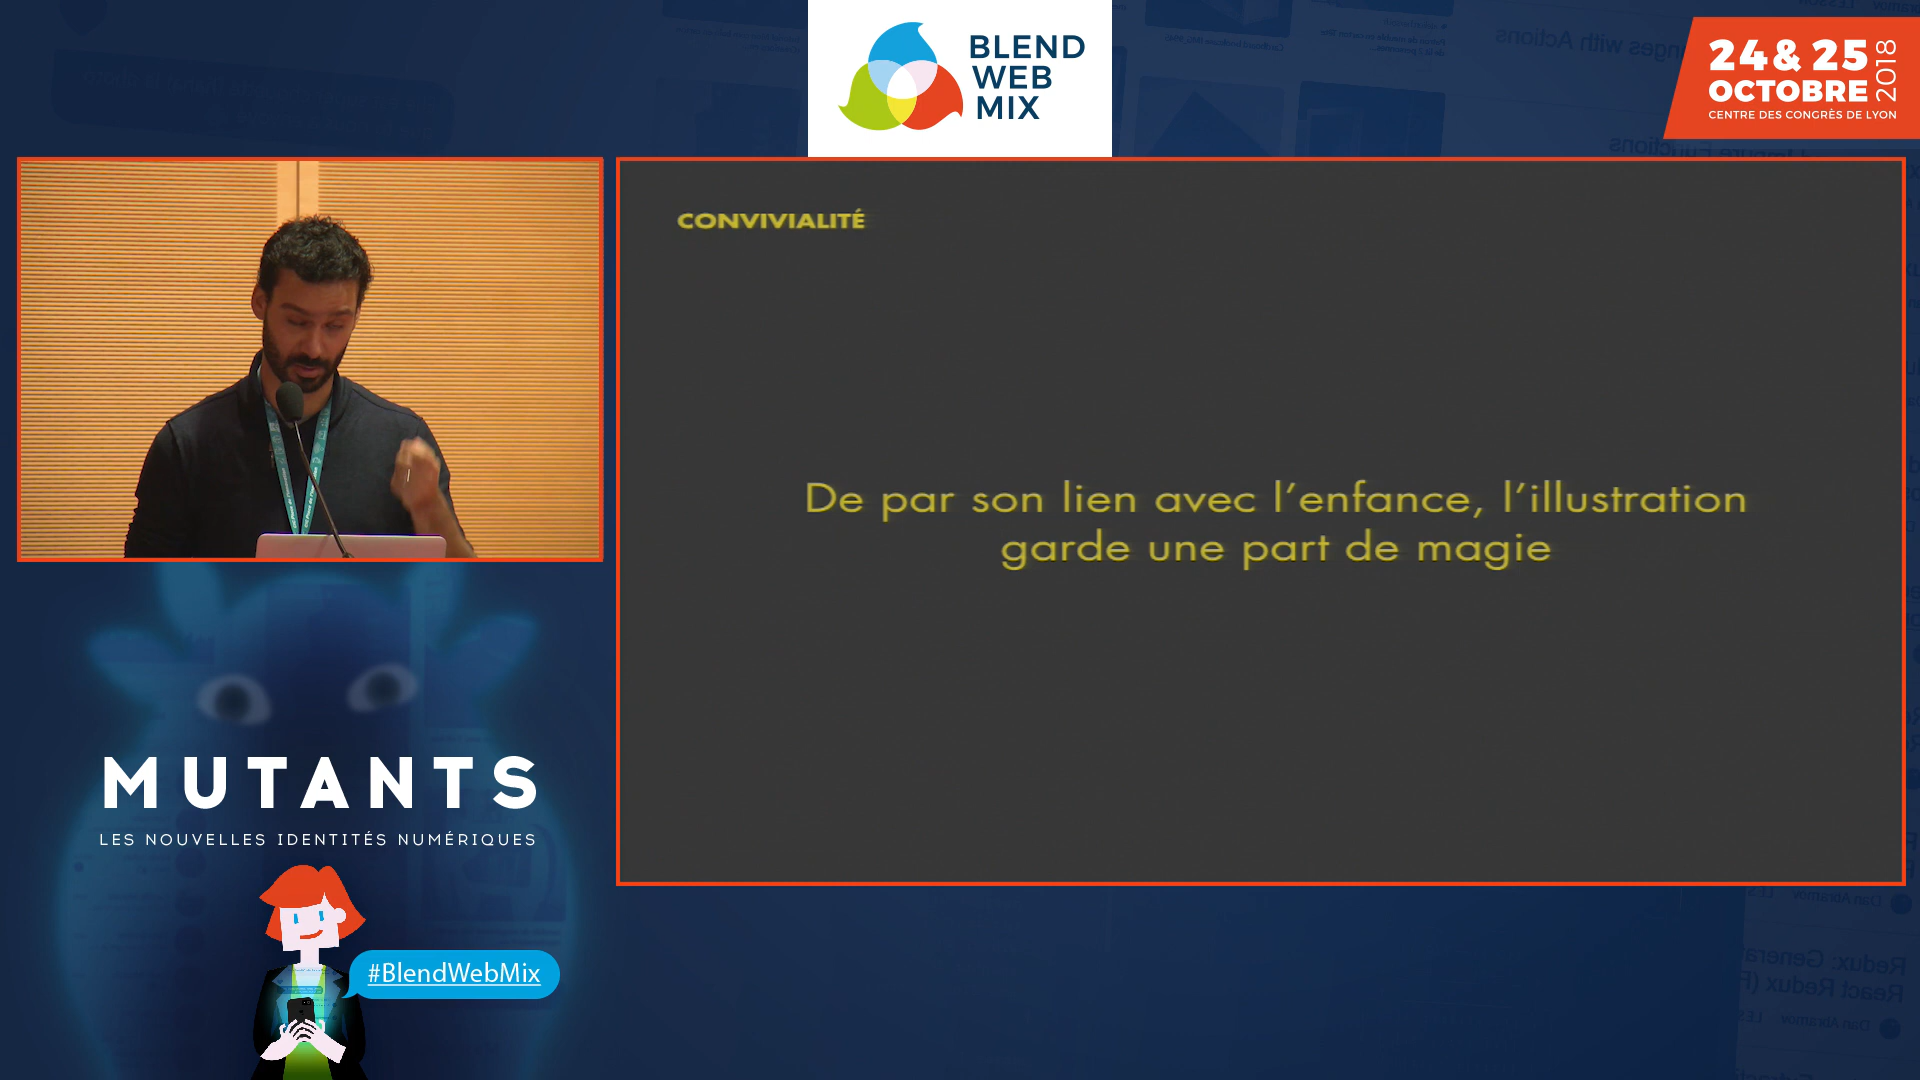 BLEND
WEB
MIX
24 & 25
OCTOBRE
2018
CENTRE DES CONGRÈS DE LYON
CONVIVIALITÉ
De par son lien avec l’enfance, l’illustration
garde une part de magie
MUTANTS
LES NOUVELLES IDENTITÉS NUMÉRIQUES
#BlendWebMix